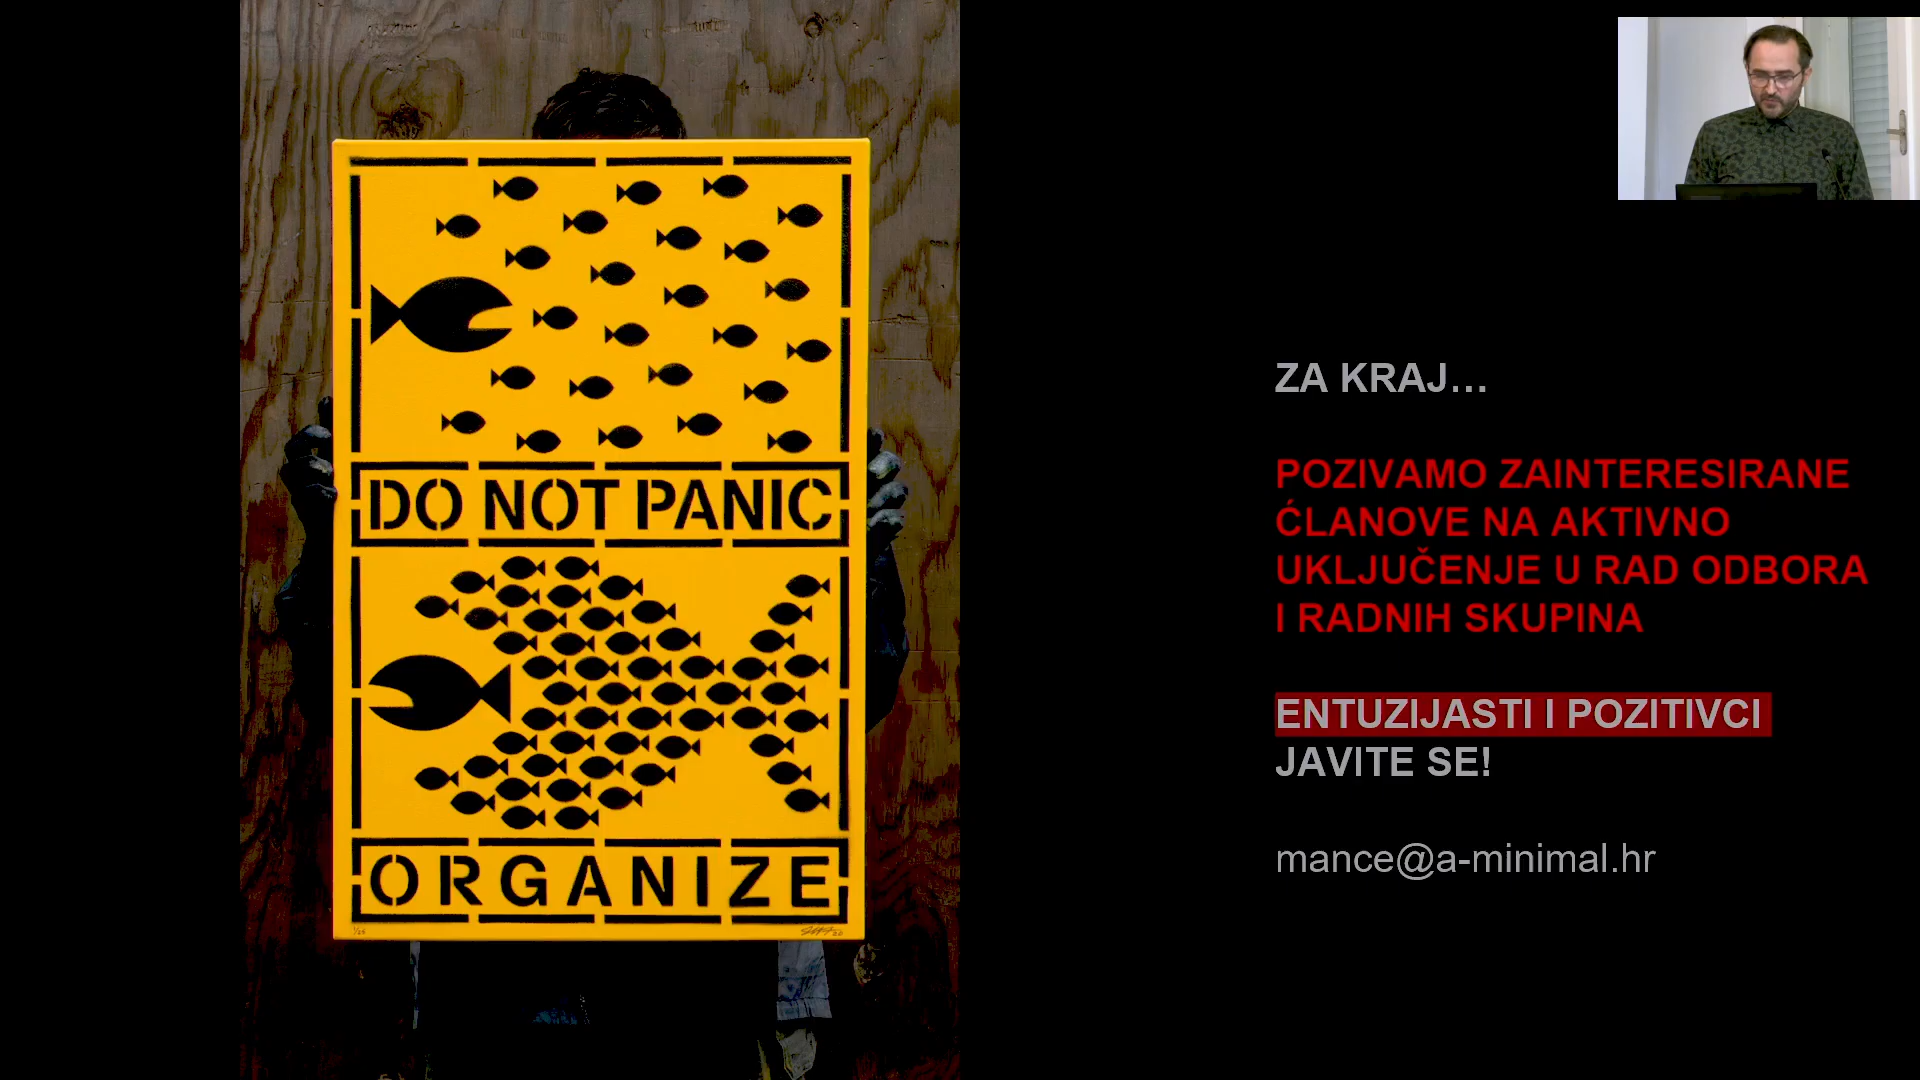 DO NOT PANIC
ORGANIZE
ZA KRAJ...
POZIVAMO ZAINTERESIRANE
ĆLANOVE NA AKTIVNO
UKLJUČENJE U RAD ODBORA
I RADNIH SKUPINA
ENTUZIJASTI I POZITIVCI
JAVITE SE!
mance@a-minimal.hr